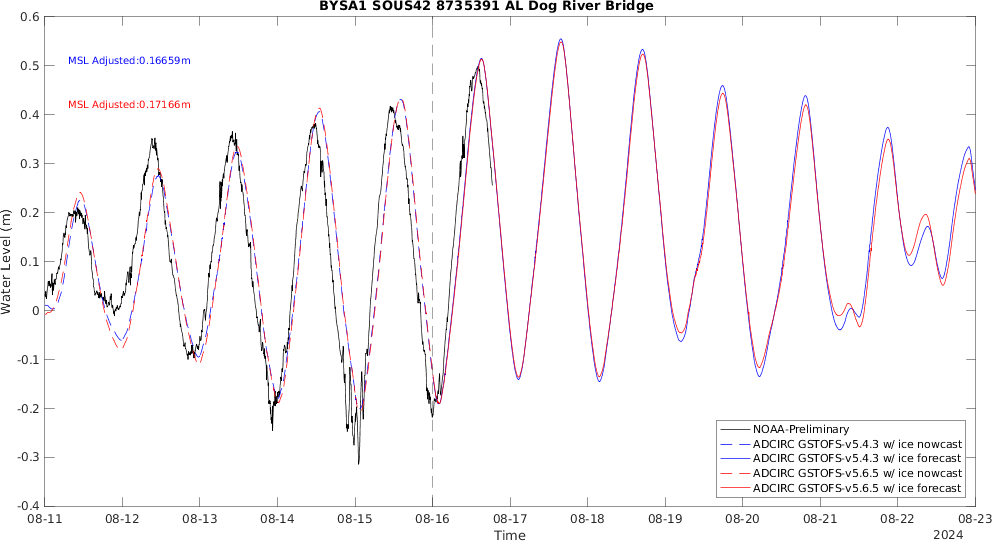 BYSA1 SOUS42 8735391 AL Dog River Bridge
0.6
0.5
0.4
0.3
0.2
0.1
0
-0.1
-0.2
-0.3
-0.4
Water Level (m)
MSL Adjusted:0.16659m
MSL Adjusted:0.17166m
NOAA-Preliminary
ADCIRC GSTOFS-v5.4.3 w/ ice nowcast
ADCIRC GSTOFS-v5.4.3 w/ ice forecast
ADCIRC GSTOFS-v5.6.5 w/ ice nowcast
ADCIRC GSTOFS-v5.6.5 w/ ice forecast
08-11 08-12 08-13 08-14 08-15 08-16 08-17 08-18 08-19 08-20 08-21 08-22 08-23
Time
2024